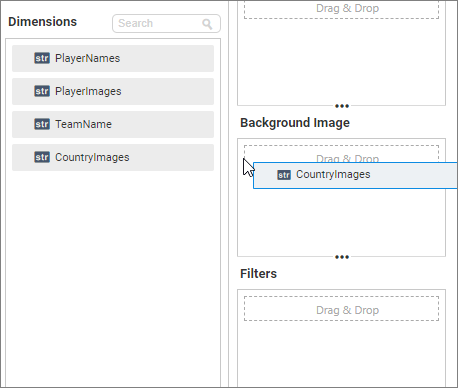 Dimensions
Search
str PlayerNames
str PlayerImages
str TeamName
str CountryImages
Drag & Drop
Background Image
Drag & Drop
str CountryImages
Filters
Drag & Drop